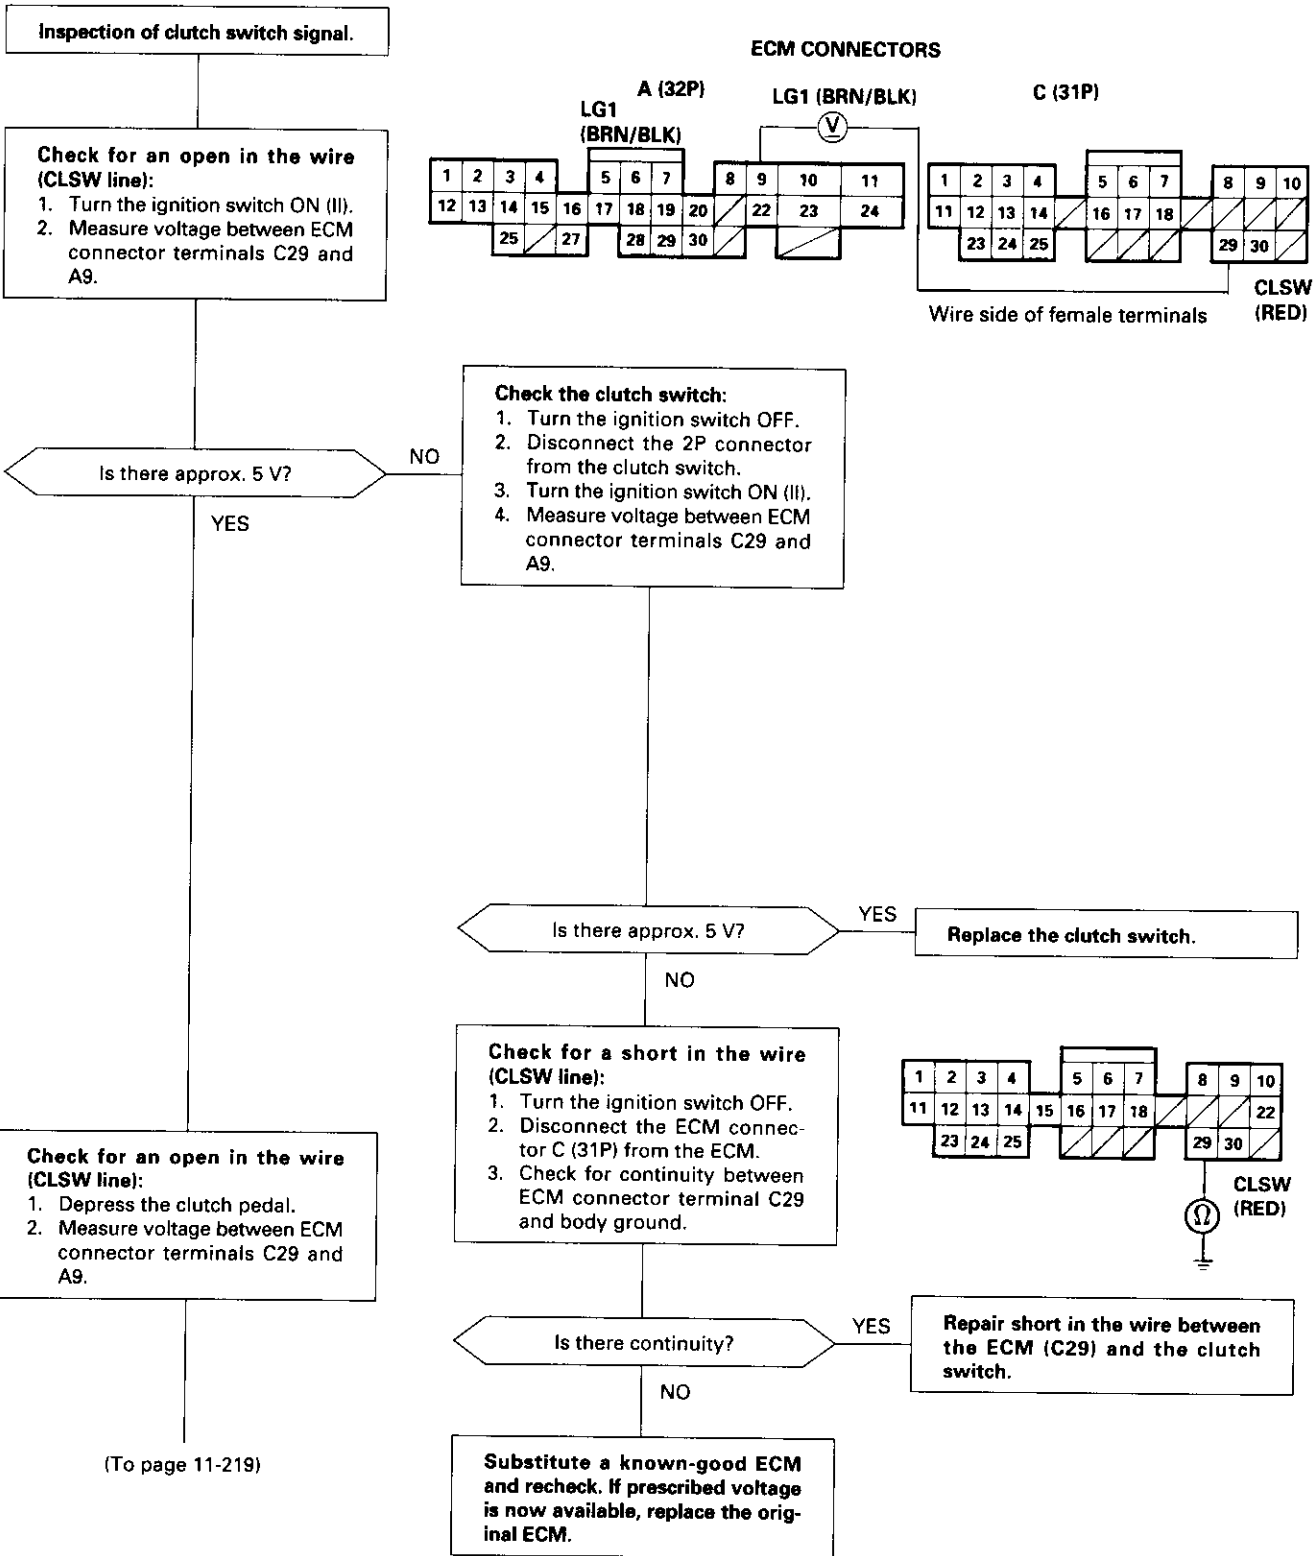 Inspection of clutch switch signal.
ECM CONNECTORS
A (32P)
LG1 (BRN/BLK)
C (31P)
LG1
(BRN/BLK)
V
Check for an open in the wire
(CLSW line):
1. Turn the ignition switch ON (II).
2. Measure voltage between ECM
connector terminals C29 and
A9.
1 2 3 4 5 6 7 8 9 10 11
12 13 14 15 16 17 18 19 20 22 23 24
25 27 28 29 30
1 2 3 4 5 6 7 8 9 10
11 12 13 14 16 17 18
23 24 25 29 30
CLSW
(RED)
Wire side of female terminals
Is there approx. 5 V?
NO
YES
Check the clutch switch:
1. Turn the ignition switch OFF.
2. Disconnect the 2P connector
from the clutch switch.
3. Turn the ignition switch ON (II).
4. Measure voltage between ECM
connector terminals C29 and
A9.
Is there approx. 5 V?
YES
Replace the clutch switch.
NO
Check for a short in the wire
(CLSW line):
1. Turn the ignition switch OFF.
2. Disconnect the ECM connec-
tor C (31P) from the ECM.
3. Check for continuity between
ECM connector terminal C29
and body ground.
1 2 3 4 5 6 7 8 9 10
11 12 13 14 15 16 17 18 22
23 24 25 29 30
CLSW
(RED)
Ω
Check for an open in the wire
(CLSW line):
1. Depress the clutch pedal.
2. Measure voltage between ECM
connector terminals C29 and
A9.
(To page 11-219)
Is there continuity?
YES
Repair short in the wire between
the ECM (C29) and the clutch
switch.
NO
Substitute a known-good ECM
and recheck. If prescribed voltage
is now available, replace the orig-
inal ECM.